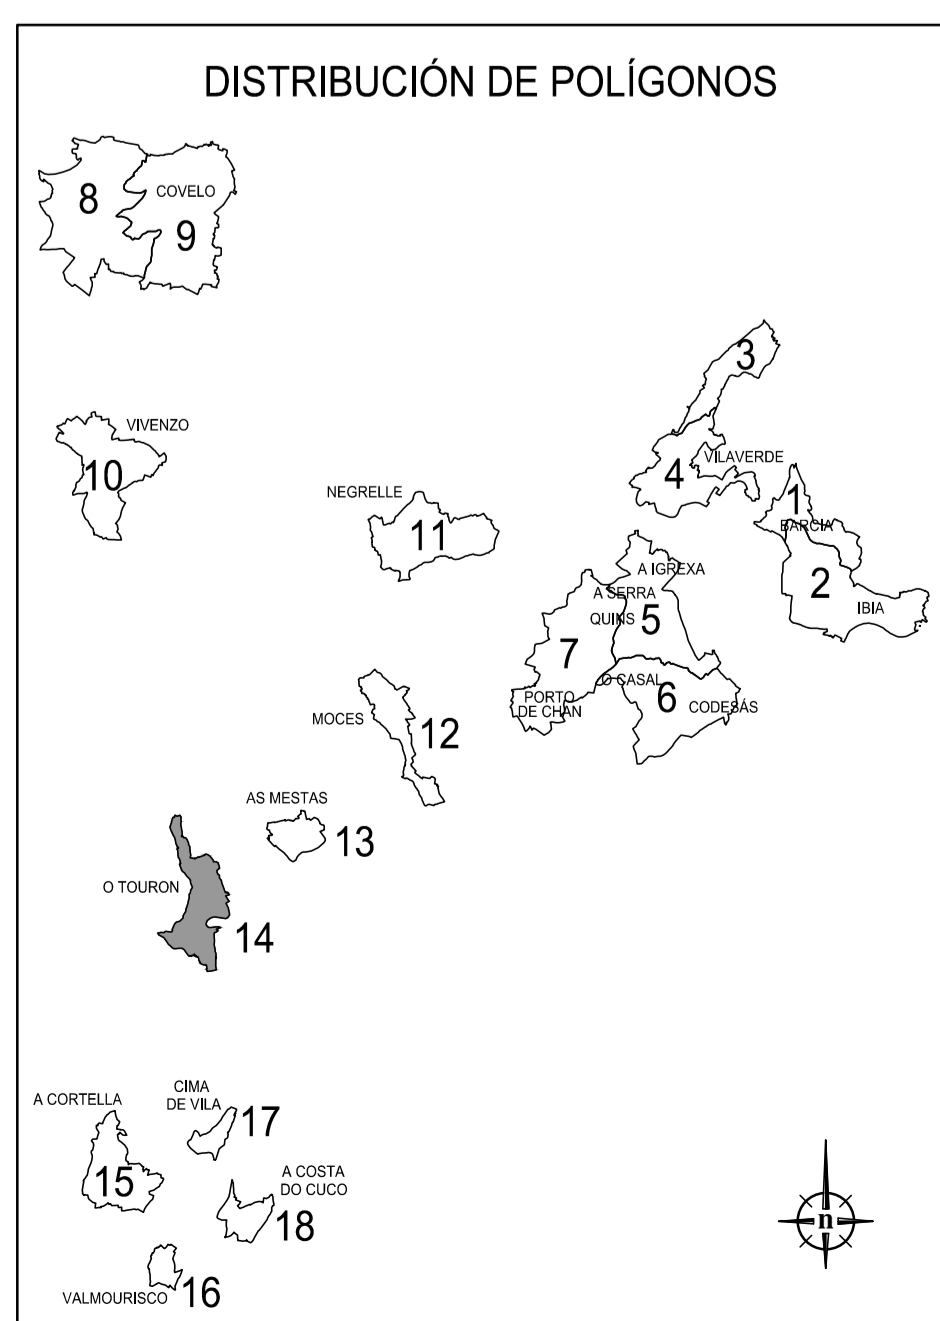 DISTRIBUCIÓN DE POLÍGONOS
8
COVELO
9
3
VIVENZO
10
4
VILAVERDE
NEGRELLE
11
1
BARCIA
2
IBIA
A IGREXA
A SERRA
QUINS
5
7
O CASAL
6
CODESÁS
PORTO
DE CHAN
MOCES
12
AS MESTAS
13
O TOURON
14
A CORTELLA
15
CIMA
DE VILA
17
A COSTA
DO CUCO
18
VALMOURISCO
16
n